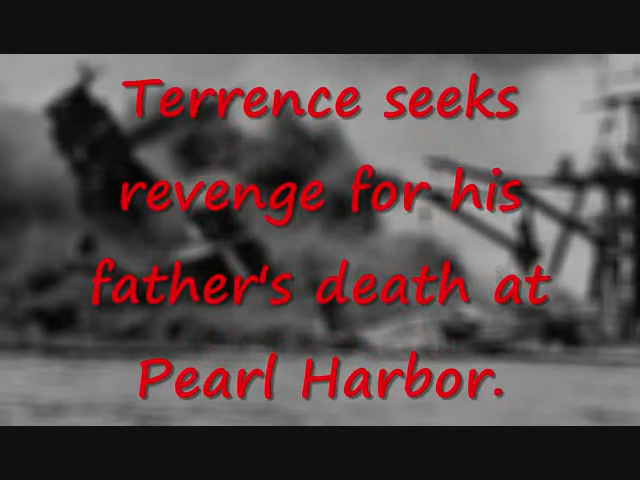 Terrence seeks
revenge for his
father's death at
Pearl Harbor.